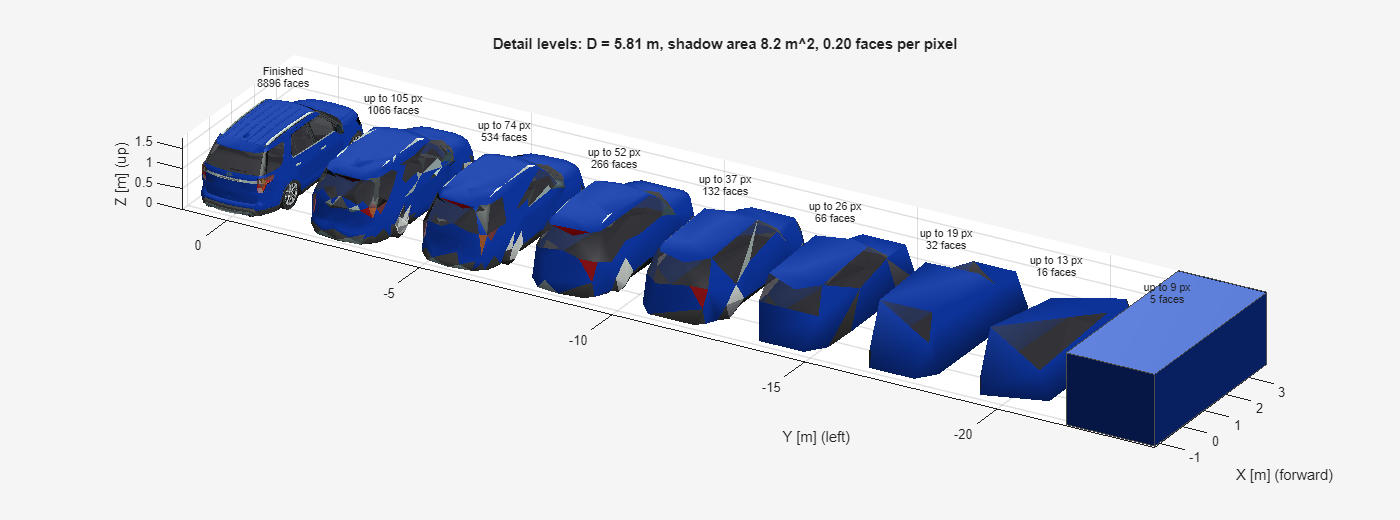 Detail levels: D = 5.81 m, shadow area 8.2 m^2, 0.20 faces per pixel
Finished
8896 faces
up to 105 px
1066 faces
up to 74 px
534 faces
up to 52 px
266 faces
up to 37 px
132 faces
up to 26 px
66 faces
up to 19 px
32 faces
up to 13 px
16 faces
up to 9 px
5 faces
Z [m] (up)
1.5
1
0.5
0
0
-5
-10
-15
-20
Y [m] (left)
3
2
1
0
-1
X [m] (forward)